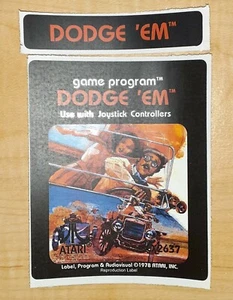 DODGE 'EM™
game program™
DODGE 'EM™
Use with Joystick Controllers
ATARI
2637
Label, Program & Audiovisual ©1978 ATARI, INC.
Reproduction Label